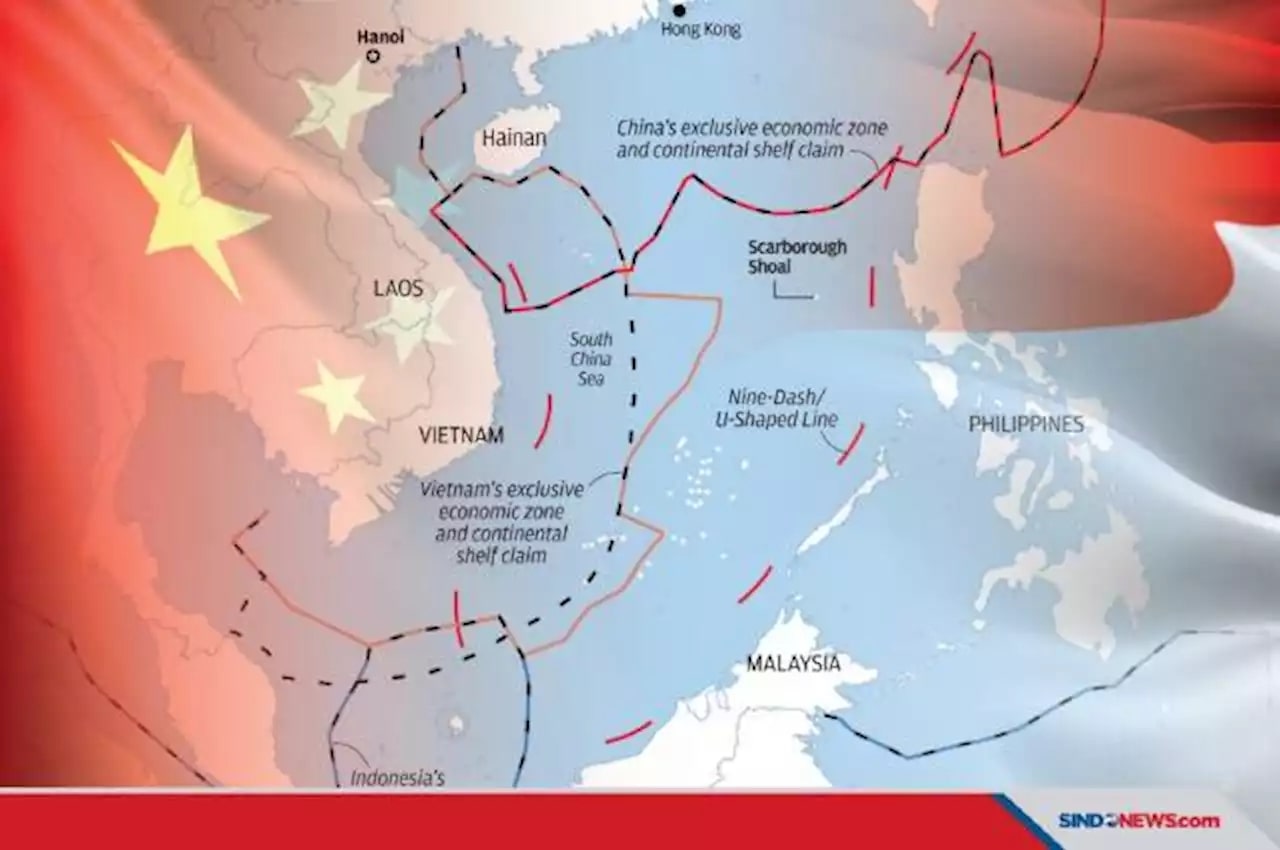 Hanoi
Hong Kong
Hainan
China's exclusive economic zone
and continental shelf claim
Scarborough
Shoal
LAOS
South
China
Sea
Nine-Dash/
U-Shaped Line
PHILIPPINES
VIETNAM
Vietnam's exclusive
economic zone
and continental
shelf claim
MALAYSIA
Indonesia's
SINDONEWS.com